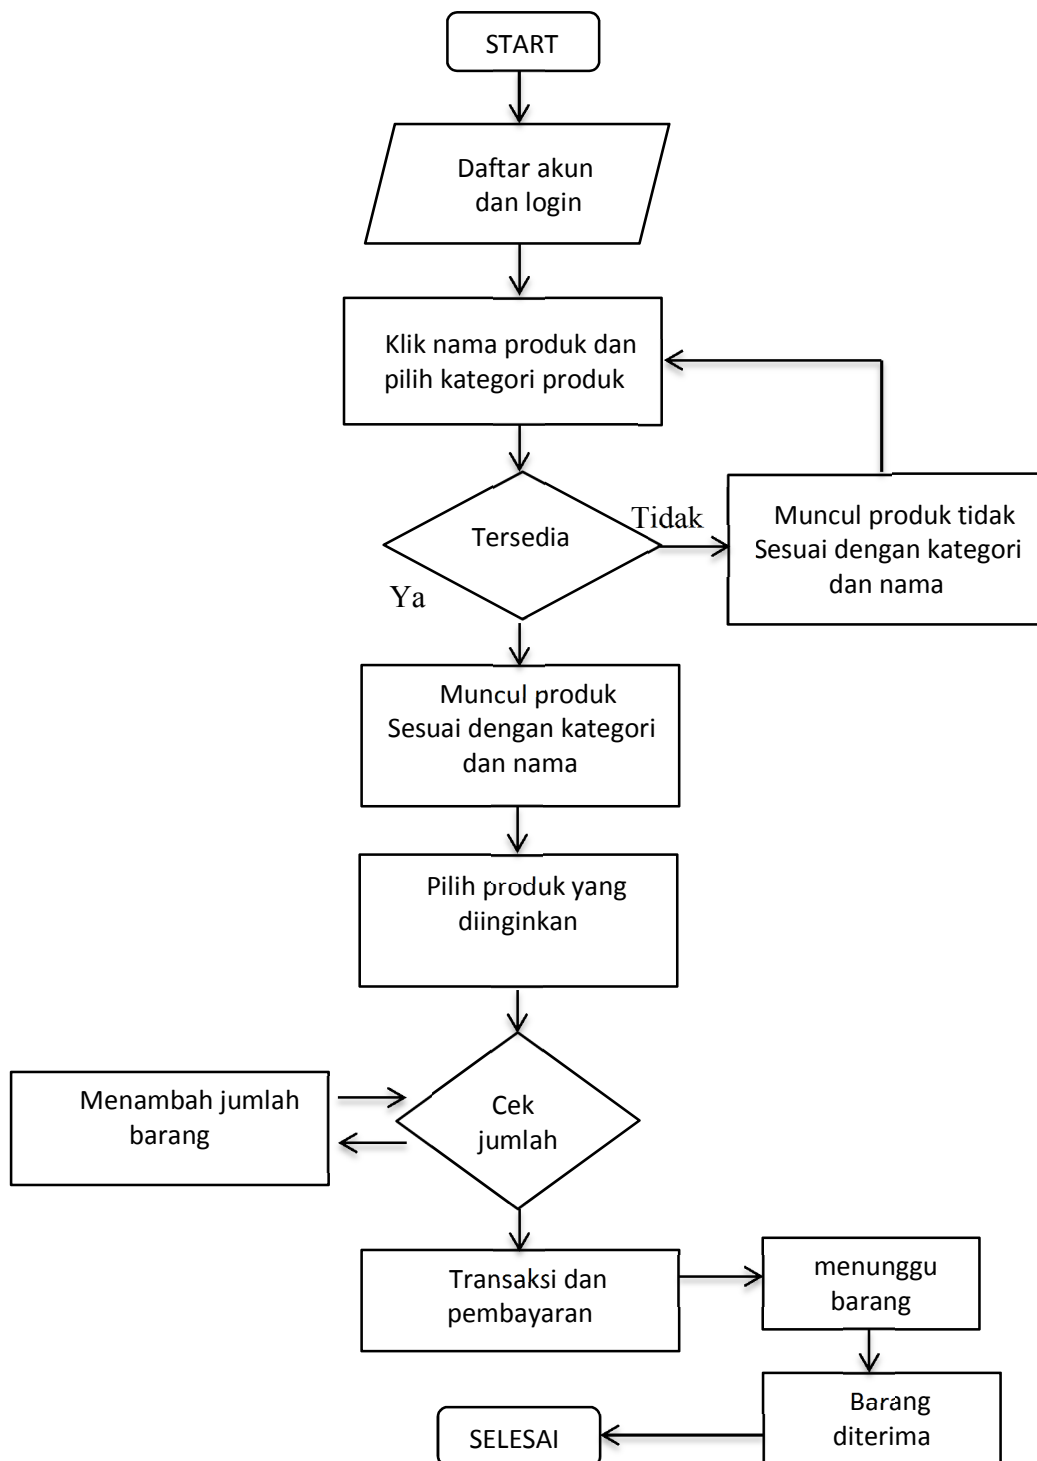 START
Daftar akun
dan login
Klik nama produk dan
pilih kategori produk
Tersedia
Tidak
Muncul produk tidak
Sesuai dengan kategori
dan nama
Ya
Muncul produk
Sesuai dengan kategori
dan nama
Pilih produk yang
diinginkan
Menambah jumlah
barang
Cek
jumlah
Transaksi dan
pembayaran
menunggu
barang
Barang
diterima
SELESAI